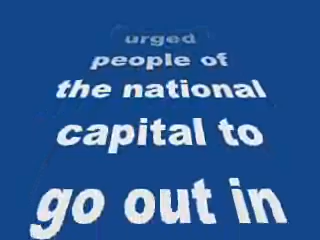 urged
people of
the national
capital to
go out in